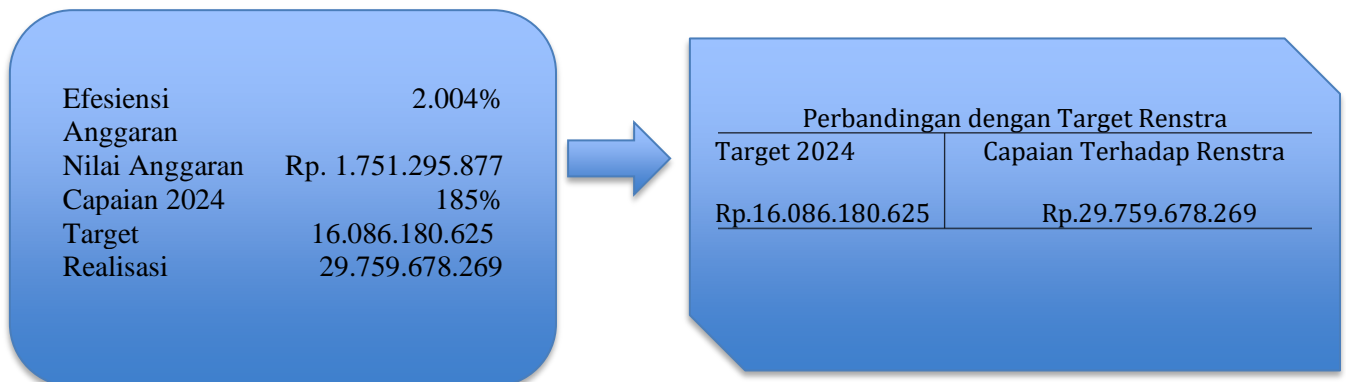 Efesiensi 2.004%
Anggaran
Nilai Anggaran Rp. 1.751.295.877
Capaian 2024 185%
Target 16.086.180.625
Realisasi 29.759.678.269
Perbandingan dengan Target Renstra
Target 2024 Capaian Terhadap Renstra
Rp.16.086.180.625 Rp.29.759.678.269